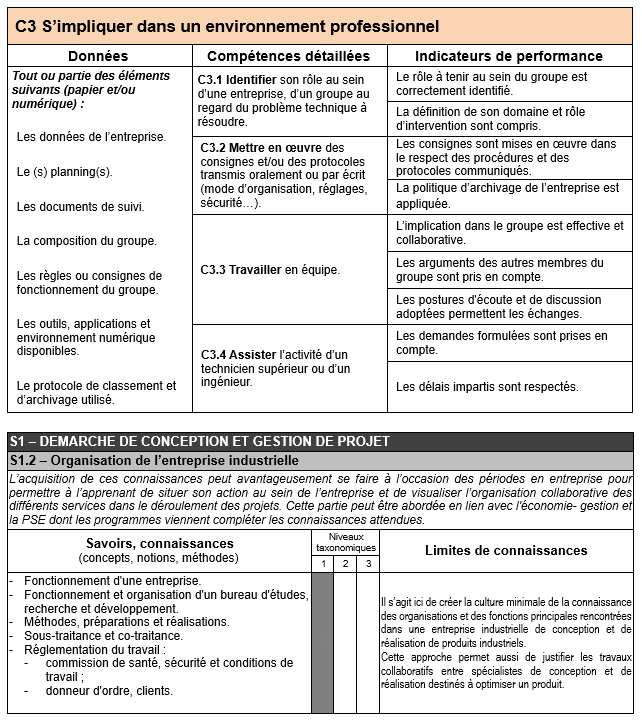 C3 S'impliquer dans un environnement professionnel
Données
Compétences détaillées
Indicateurs de performance
Tout ou partie des éléments
suivants (papier et/ou
numérique) :
Les données de l'entreprise.
Le (s) planning(s).
Les documents de suivi.
La composition du groupe.
Les règles ou consignes de
fonctionnement du groupe.
Les outils, applications et
environnement numérique
disponibles.
Le protocole de classement et
d'archivage utilisé.
C3.1 Identifier son rôle au sein
d'une entreprise, d'un groupe au
regard du problème technique à
résoudre.
Le rôle à tenir au sein du groupe est
correctement identifié.
La définition de son domaine et rôle
d'intervention sont compris.
C3.2 Mettre en œuvre des
consignes et/ou des protocoles
transmis oralement ou par écrit
(mode d'organisation, réglages,
sécurité…).
Les consignes sont mises en œuvre dans
le respect des procédures et des
protocoles communiqués.
La politique d'archivage de l'entreprise est
appliquée.
C3.3 Travailler en équipe.
L'implication dans le groupe est effective et
collaborative.
Les arguments des autres membres du
groupe sont pris en compte.
Les postures d'écoute et de discussion
adoptées permettent les échanges.
C3.4 Assister l'activité d'un
technicien supérieur ou d'un
ingénieur.
Les demandes formulées sont prises en
compte.
Les délais impartis sont respectés.
S1 – DEMARCHE DE CONCEPTION ET GESTION DE PROJET
S1.2 – Organisation de l'entreprise industrielle
L'acquisition de ces connaissances peut avantageusement se faire à l'occasion des périodes en entreprise pour
permettre à l'apprenant de situer son action au sein de l'entreprise et de visualiser l'organisation collaborative des
différents services dans le déroulement des projets. Cette partie peut être abordée en lien avec l'économie- gestion et
la PSE dont les programmes viennent compléter les connaissances attendues.
Savoirs, connaissances
(concepts, notions, méthodes)
Niveaux
taxonomiques
1 2 3
Limites de connaissances
- Fonctionnement d'une entreprise.
- Fonctionnement et organisation d'un bureau d'études,
recherche et développement.
- Méthodes, préparations et réalisations.
- Sous-traitance et co-traitance.
- Réglementation du travail :
- commission de santé, sécurité et conditions de
travail ;
- donneur d'ordre, clients.
Il s'agit ici de créer la culture minimale de la connaissance
des organisations et des fonctions principales rencontrées
dans une entreprise industrielle de conception et de
réalisation de produits industriels.
Cette approche permet aussi de justifier les travaux
collaboratifs entre spécialistes de conception et de
réalisation destinés à optimiser un produit.